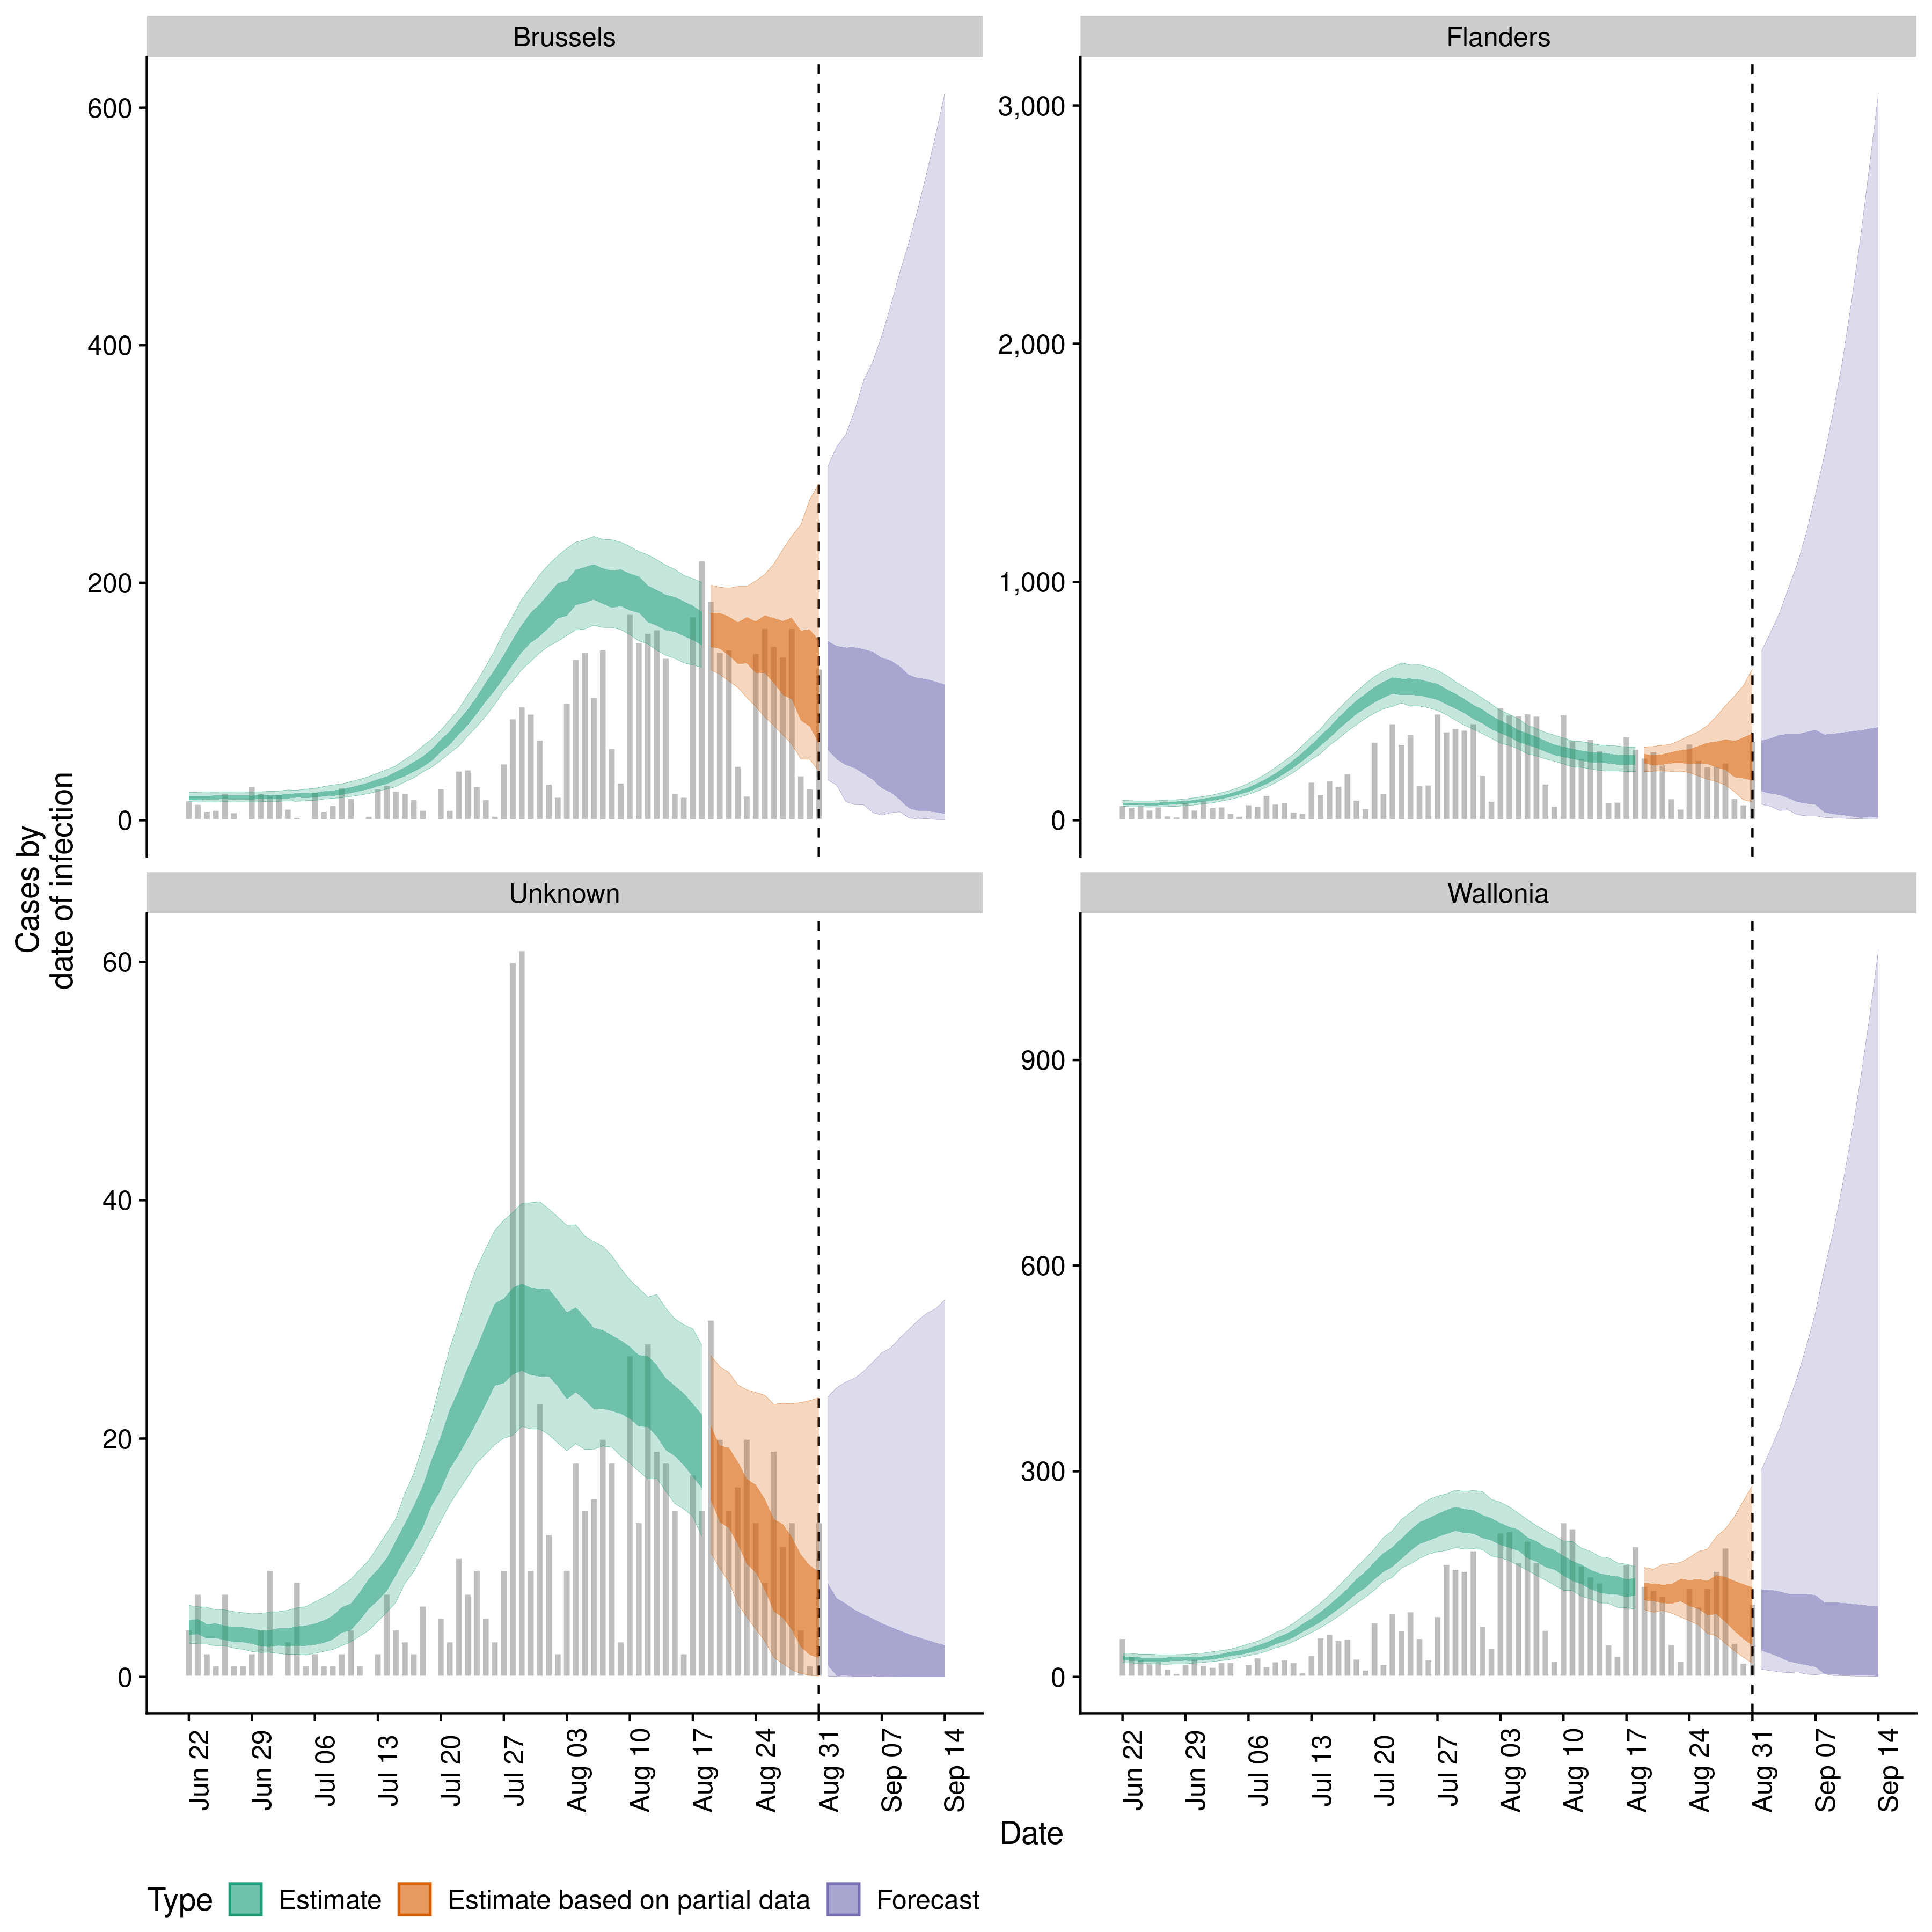 Brussels
Flanders
600
400
200
0
3,000
2,000
1,000
0
Cases by
date of infection
Unknown
Wallonia
60
40
20
0
900
600
300
0
Jun 22
Jun 29
Jul 06
Jul 13
Jul 20
Jul 27
Aug 03
Aug 10
Aug 17
Aug 24
Aug 31
Sep 07
Sep 14
Jun 22
Jun 29
Jul 06
Jul 13
Jul 20
Jul 27
Aug 03
Aug 10
Aug 17
Aug 24
Aug 31
Sep 07
Sep 14
Date
Type Estimate Estimate based on partial data Forecast